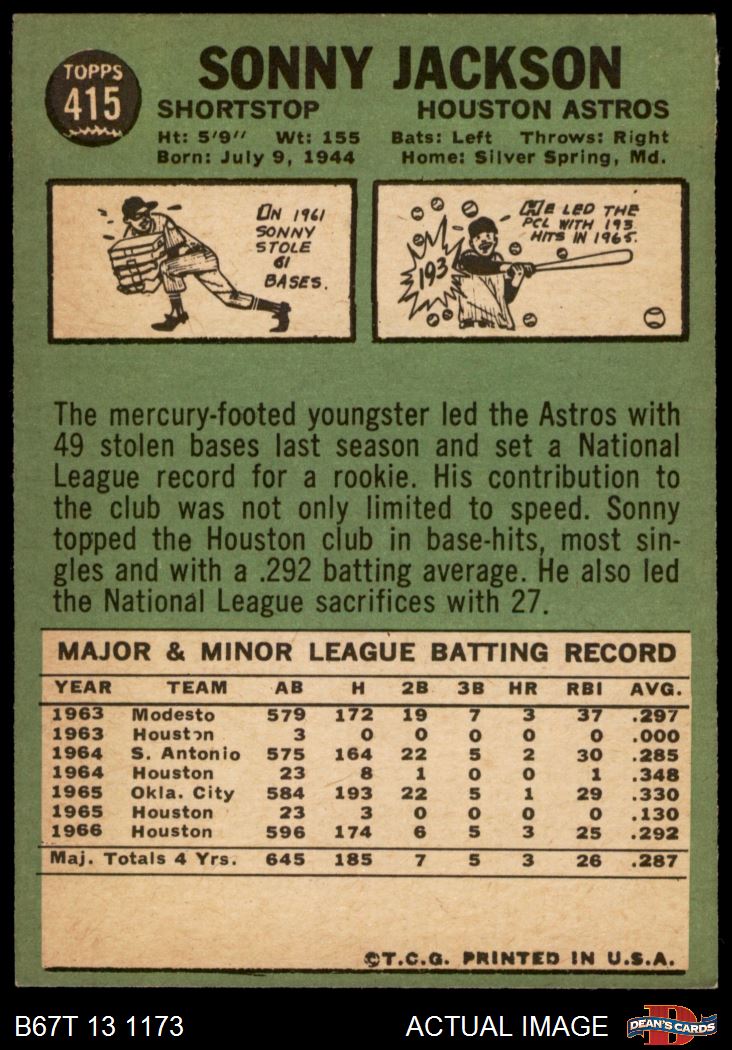 TOPPS
415
SONNY JACKSON
SHORTSTOP HOUSTON ASTROS
Ht: 5'9" Wt: 155 Bats: Left Throws: Right
Born: July 9, 1944 Home: Silver Spring, Md.
IN 1961
SONNY
STOLE
61
BASES.
HE LED THE
PCL WITH 193
HITS IN 1965.
193
The mercury-footed youngster led the Astros with
49 stolen bases last season and set a National
League record for a rookie. His contribution to
the club was not only limited to speed. Sonny
topped the Houston club in base-hits, most sin-
gles and with a .292 batting average. He also led
the National League sacrifices with 27.
MAJOR & MINOR LEAGUE BATTING RECORD
YEAR TEAM AB H 2B 3B HR RBI AVG.
1963 Modesto 579 172 19 7 3 37 .297
1963 Houston 3 0 0 0 0 0 .000
1964 S. Antonio 575 164 22 5 2 30 .285
1964 Houston 23 8 1 0 0 1 .348
1965 Okla. City 584 193 22 5 1 29 .330
1965 Houston 23 3 0 0 0 0 .130
1966 Houston 596 174 6 5 3 25 .292
Maj. Totals 4 Yrs. 645 185 7 5 3 26 .287
©T.C.G. PRINTED IN U.S.A.
B67T 13 1173 ACTUAL IMAGE DEAN'S CARDS